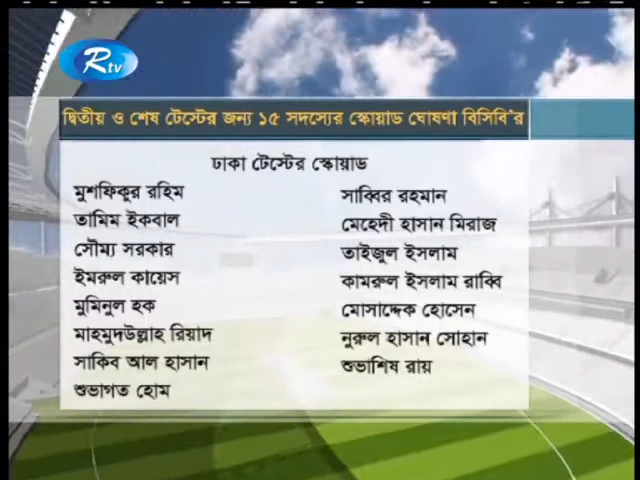 Rtv
দ্বিতীয় ও শেষ টেস্টের জন্য ১৫ সদস্যের স্কোয়াড ঘোষণা বিসিবি'র
ঢাকা টেস্টের স্কোয়াড
মুশফিকুর রহিম
তামিম ইকবাল
সৌম্য সরকার
ইমরুল কায়েস
মুমিনুল হক
মাহমুদউল্লাহ রিয়াদ
সাকিব আল হাসান
শুভাগত হোম
সাব্বির রহমান
মেহেদী হাসান মিরাজ
তাইজুল ইসলাম
কামরুল ইসলাম রাব্বি
মোসাদ্দেক হোসেন
নুরুল হাসান সোহান
শুভাশিষ রায়